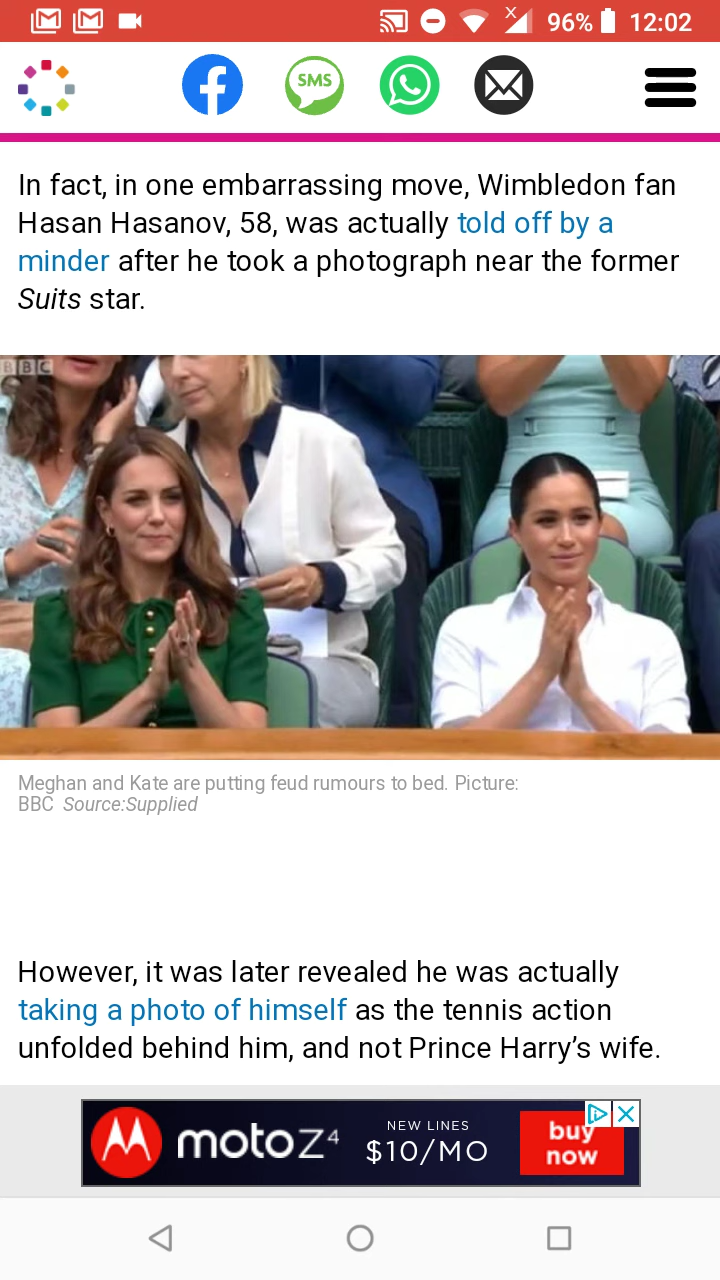 96% 12:02
SMS
In fact, in one embarrassing move, Wimbledon fan
Hasan Hasanov, 58, was actually told off by a
minder after he took a photograph near the former
Suits star.
BBC
Meghan and Kate are putting feud rumours to bed. Picture:
BBC Source:Supplied
However, it was later revealed he was actually
taking a photo of himself as the tennis action
unfolded behind him, and not Prince Harry’s wife.
moto z4
NEW LINES
$10/MO
buy
now